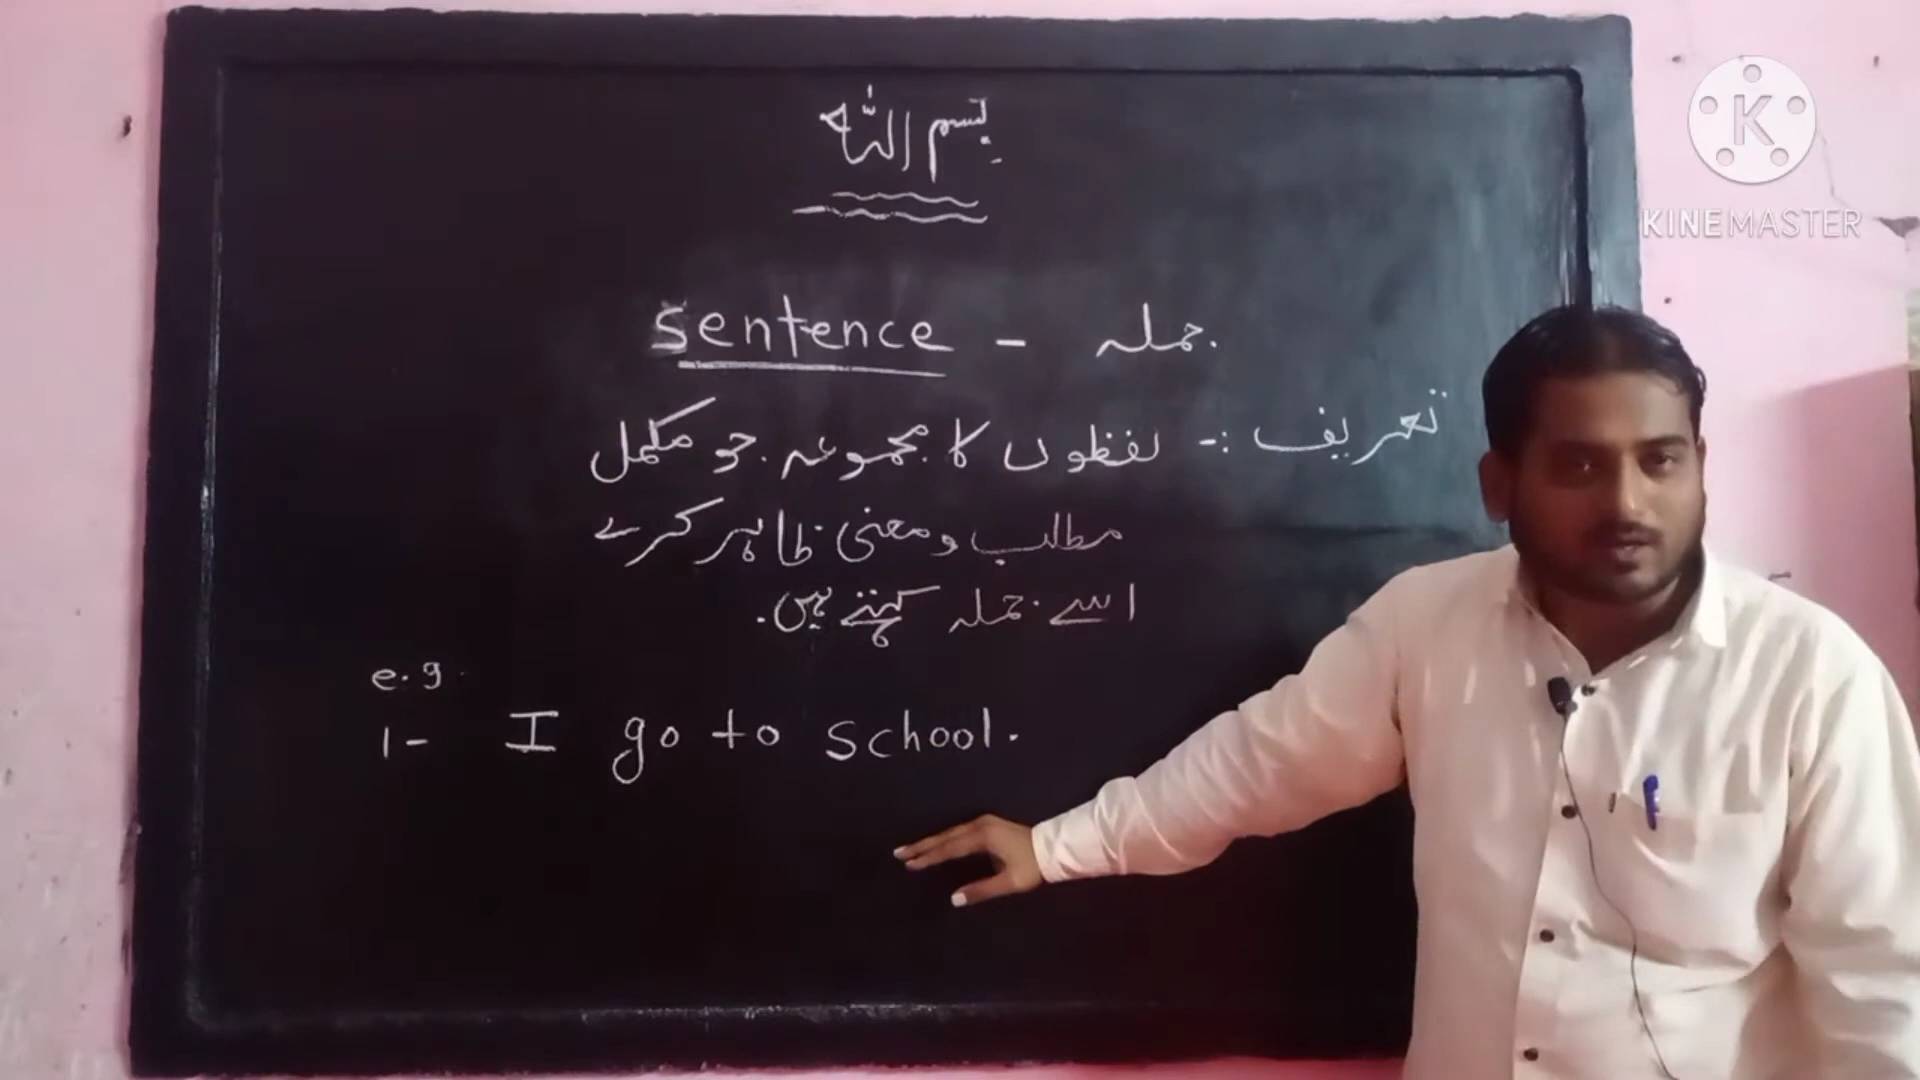 بسم اللہ
Sentence - جملہ
تعریف :- لفظوں کا مجموعہ جو مکمل
مطلب و معنی ظاہر کرے
اسے جملہ کہتے ہیں.
e.g.
1- I go to school.
K
KINEMASTER